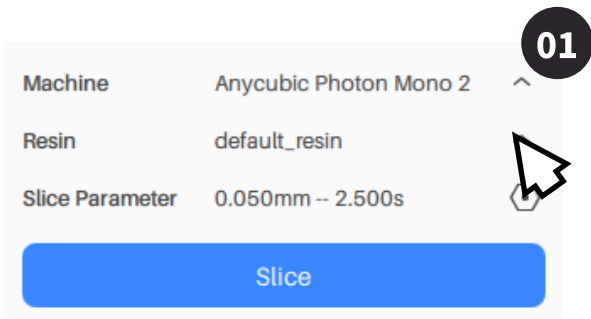 01
Machine Anycubic Photon Mono 2
Resin default_resin
Slice Parameter 0.050mm -- 2.500s
Slice